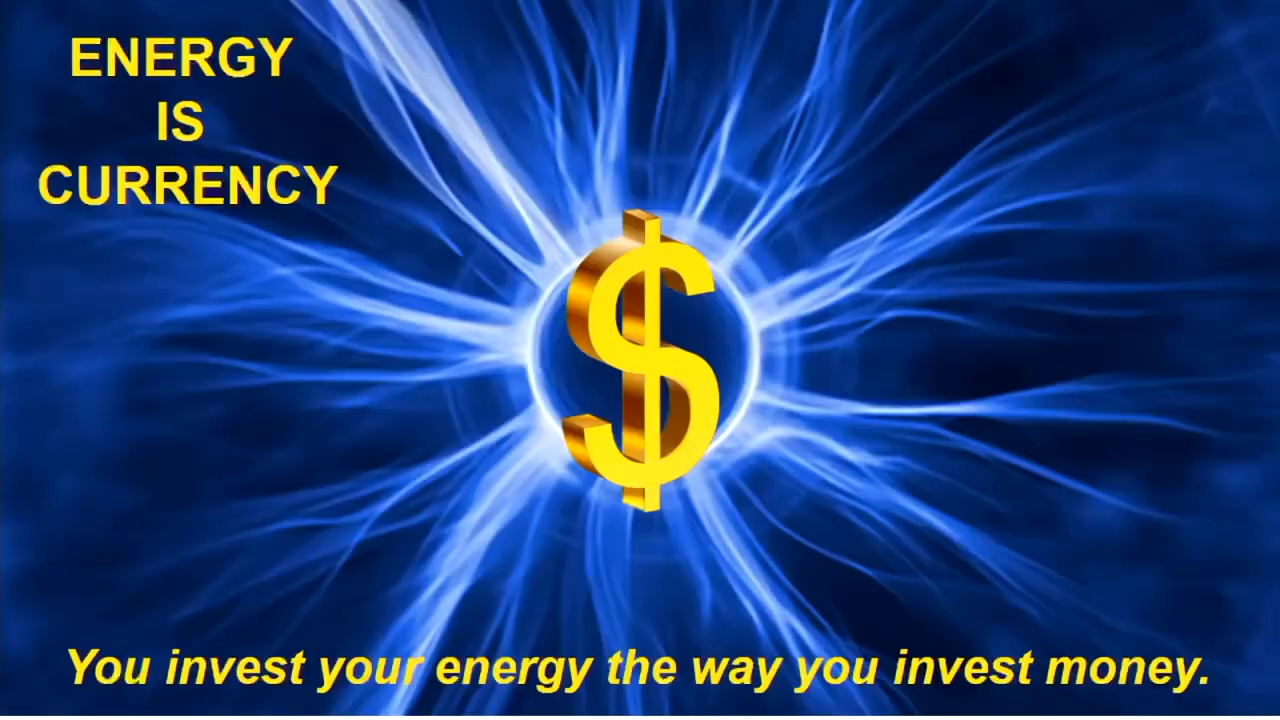 ENERGY
IS
CURRENCY
$
You invest your energy the way you invest money.